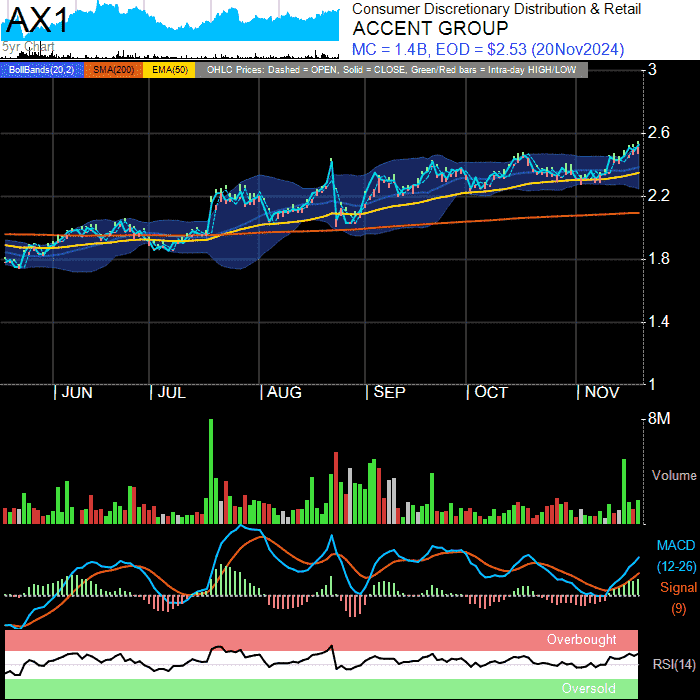 AX1
5yr Chart
Consumer Discretionary Distribution & Retail
ACCENT GROUP
MC = 1.4B, EOD = $2.53 (20Nov2024)
BollBands(20,2) SMA(200) EMA(50) OHLC Prices: Dashed = OPEN, Solid = CLOSE, Green/Red bars = Intra-day HIGH/LOW
3
2.6
2.2
1.8
1.4
1
| JUN | JUL | AUG | SEP | OCT | NOV
8M
Volume
MACD
(12-26)
Signal
(9)
Overbought
RSI(14)
Oversold